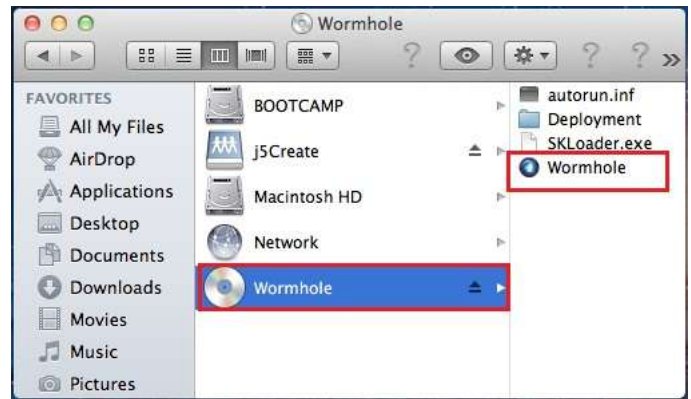 Wormhole
FAVORITES
All My Files
AirDrop
Applications
Desktop
Documents
Downloads
Movies
Music
Pictures
BOOTCAMP
j5Create
Macintosh HD
Network
Wormhole
autorun.inf
Deployment
SKLoader.exe
Wormhole